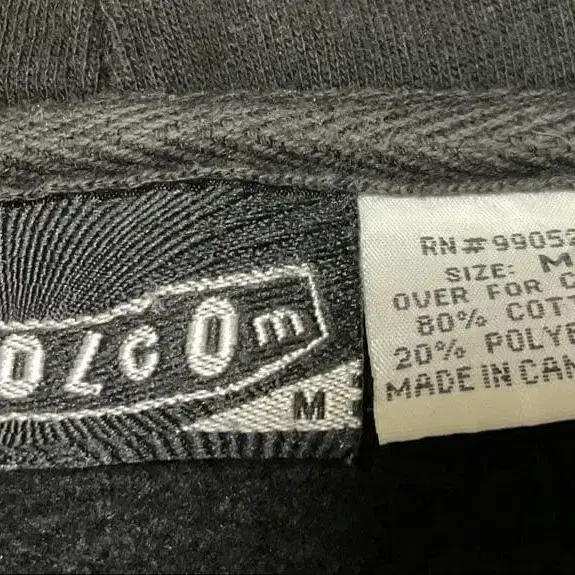 OLCOm
M
RN#99052
SIZE: M
OVER FOR C
80% COTT
20% POLYE
MADE IN CAN